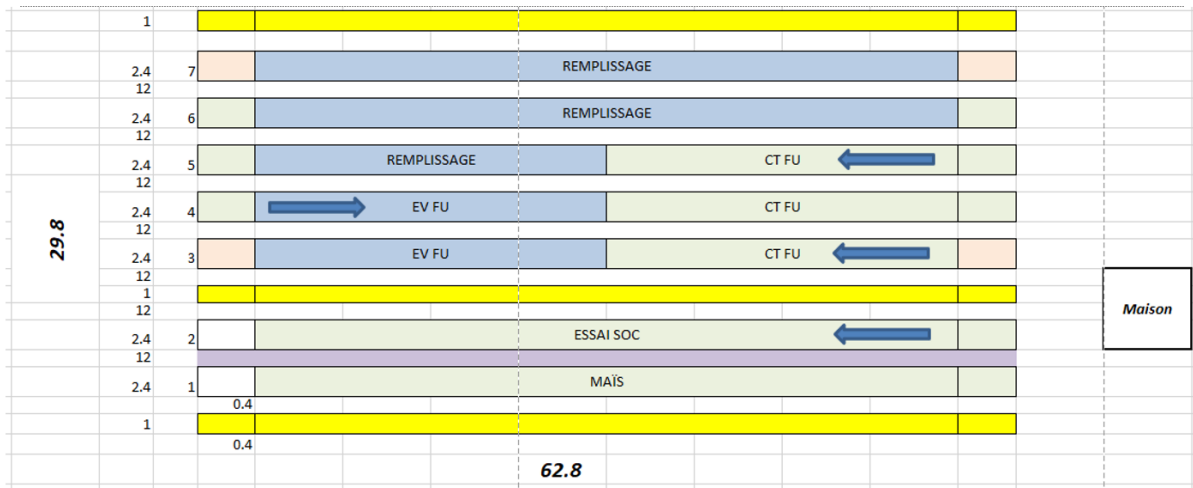 1
2.4 7 REMPLISSAGE
12
2.4 6 REMPLISSAGE
12
2.4 5 REMPLISSAGE CT FU
12
2.4 4 EV FU CT FU
12
2.4 3 EV FU CT FU
12
1
12
2.4 2 ESSAI SOC
12
2.4 1 MAÏS
0.4
1
0.4
29.8
62.8
Maison